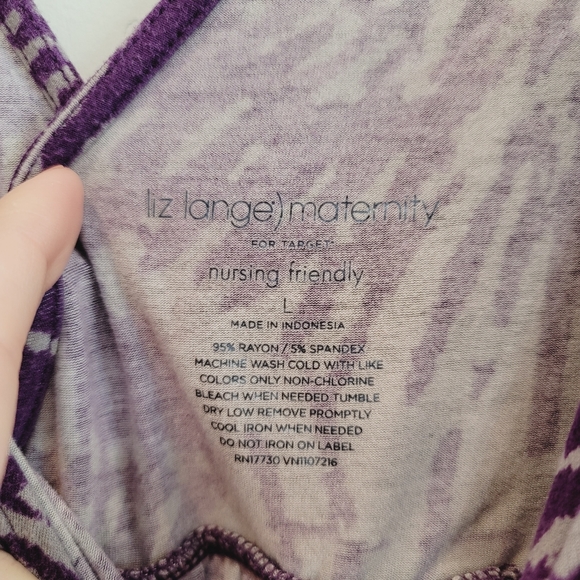 liz lange) maternity
FOR TARGET™
nursing friendly
L
MADE IN INDONESIA
95% RAYON / 5% SPANDEX
MACHINE WASH COLD WITH LIKE
COLORS ONLY NON-CHLORINE
BLEACH WHEN NEEDED TUMBLE
DRY LOW REMOVE PROMPTLY
COOL IRON WHEN NEEDED
DO NOT IRON ON LABEL
RN17730 VN1107216